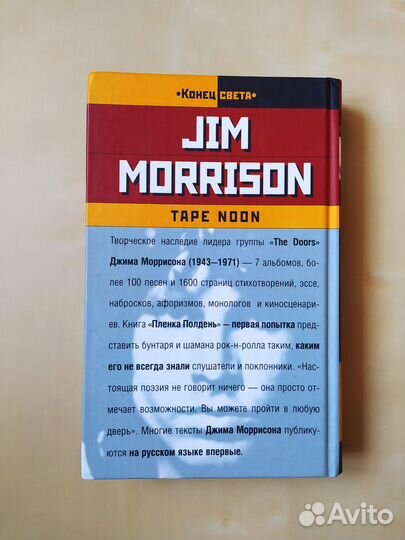 •Конец света•
JIM
MORRISON
TAPE NOON
Творческое наследие лидера группы «The Doors»
Джима Моррисона (1943–1971) — 7 альбомов, бо-
лее 100 песен и 1600 страниц стихотворений, эссе,
набросков, афоризмов, монологов и киносценари-
ев. Книга «Пленка Полдень» — первая попытка пред-
ставить бунтаря и шамана рок-н-ролла таким, каким
его не всегда знали слушатели и поклонники. «Нас-
тоящая поэзия не говорит ничего — она просто от-
мечает возможности. Вы можете пройти в любую
дверь». Многие тексты Джима Моррисона публику-
ются на русском языке впервые.
Avito